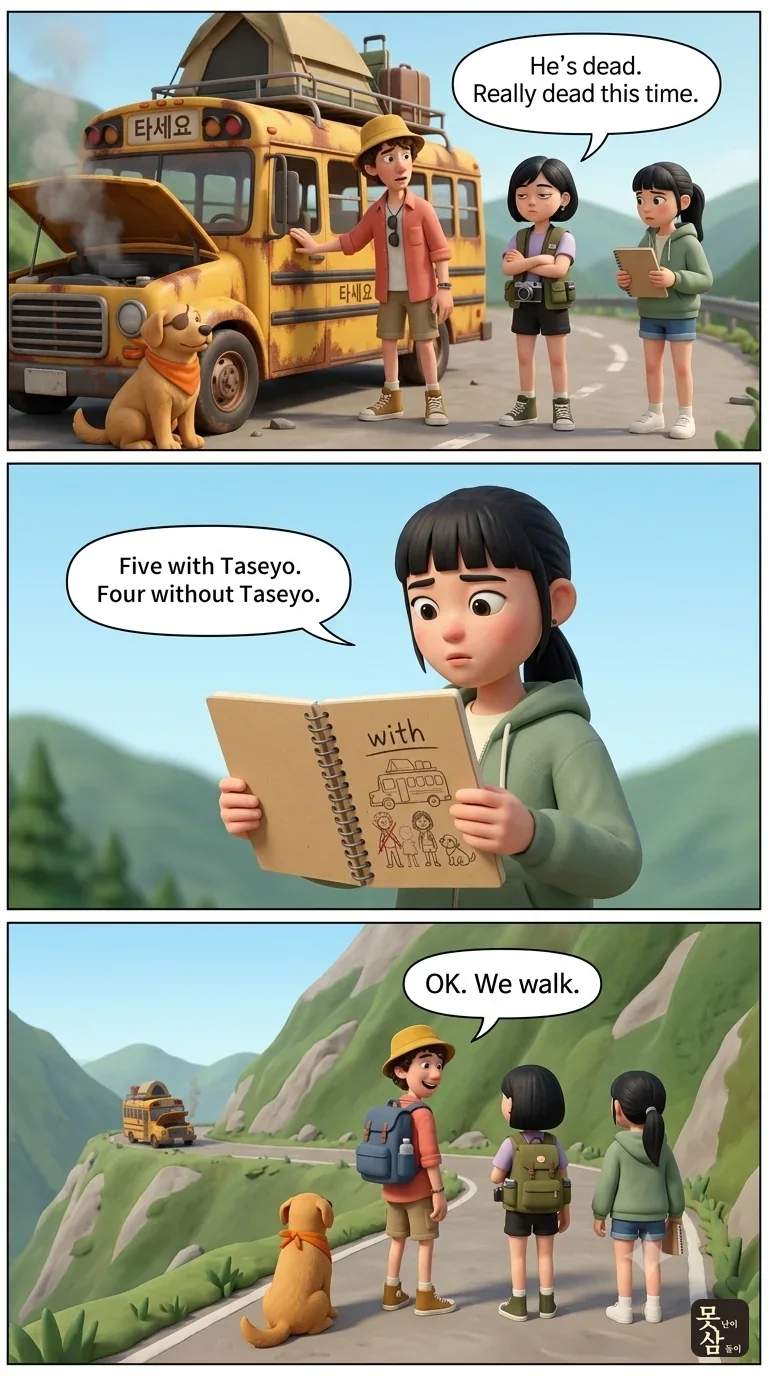 타세요
He's dead.
Really dead this time.
타세요
Five with Taseyo.
Four without Taseyo.
with
OK. We walk.
못난이
삼돌이